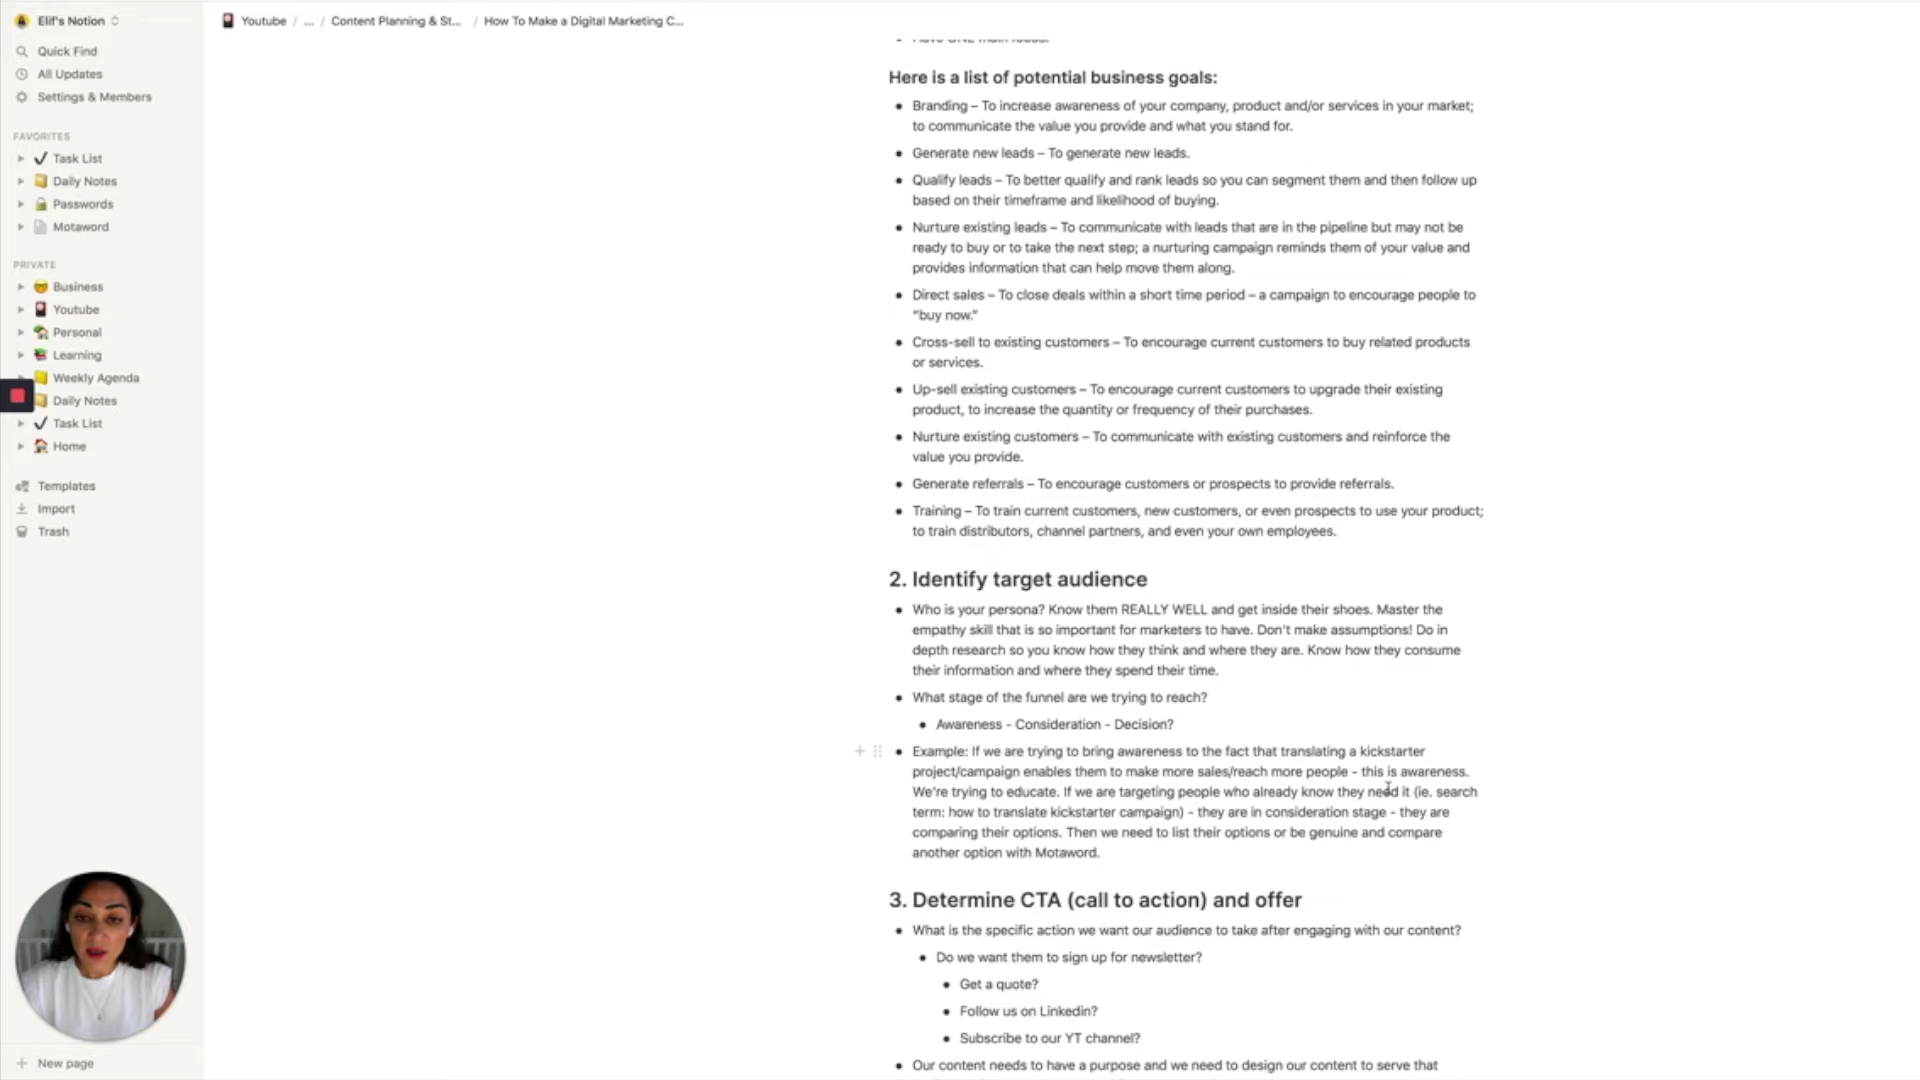 Elif's Notion
Quick Find
All Updates
Settings & Members
FAVORITES
Task List
Daily Notes
Passwords
Motaword
PRIVATE
Business
Youtube
Personal
Learning
Weekly Agenda
Daily Notes
Task List
Home
Templates
Import
Trash
New page
Youtube / ... / Content Planning & St... / How To Make a Digital Marketing C...
Here is a list of potential business goals:
• Branding – To increase awareness of your company, product and/or services in your market;
to communicate the value you provide and what you stand for.
• Generate new leads – To generate new leads.
• Qualify leads – To better qualify and rank leads so you can segment them and then follow up
based on their timeframe and likelihood of buying.
• Nurture existing leads – To communicate with leads that are in the pipeline but may not be
ready to buy or to take the next step; a nurturing campaign reminds them of your value and
provides information that can help move them along.
• Direct sales – To close deals within a short time period – a campaign to encourage people to
"buy now."
• Cross-sell to existing customers – To encourage current customers to buy related products
or services.
• Up-sell existing customers – To encourage current customers to upgrade their existing
product, to increase the quantity or frequency of their purchases.
• Nurture existing customers – To communicate with existing customers and reinforce the
value you provide.
• Generate referrals – To encourage customers or prospects to provide referrals.
• Training – To train current customers, new customers, or even prospects to use your product;
to train distributors, channel partners, and even your own employees.
2. Identify target audience
• Who is your persona? Know them REALLY WELL and get inside their shoes. Master the
empathy skill that is so important for marketers to have. Don't make assumptions! Do in
depth research so you know how they think and where they are. Know how they consume
their information and where they spend their time.
• What stage of the funnel are we trying to reach?
• Awareness - Consideration - Decision?
• Example: If we are trying to bring awareness to the fact that translating a kickstarter
project/campaign enables them to make more sales/reach more people - this is awareness.
We're trying to educate. If we are targeting people who already know they need it (ie. search
term: how to translate kickstarter campaign) - they are in consideration stage - they are
comparing their options. Then we need to list their options or be genuine and compare
another option with Motaword.
3. Determine CTA (call to action) and offer
• What is the specific action we want our audience to take after engaging with our content?
• Do we want them to sign up for newsletter?
• Get a quote?
• Follow us on Linkedin?
• Subscribe to our YT channel?
• Our content needs to have a purpose and we need to design our content to serve that